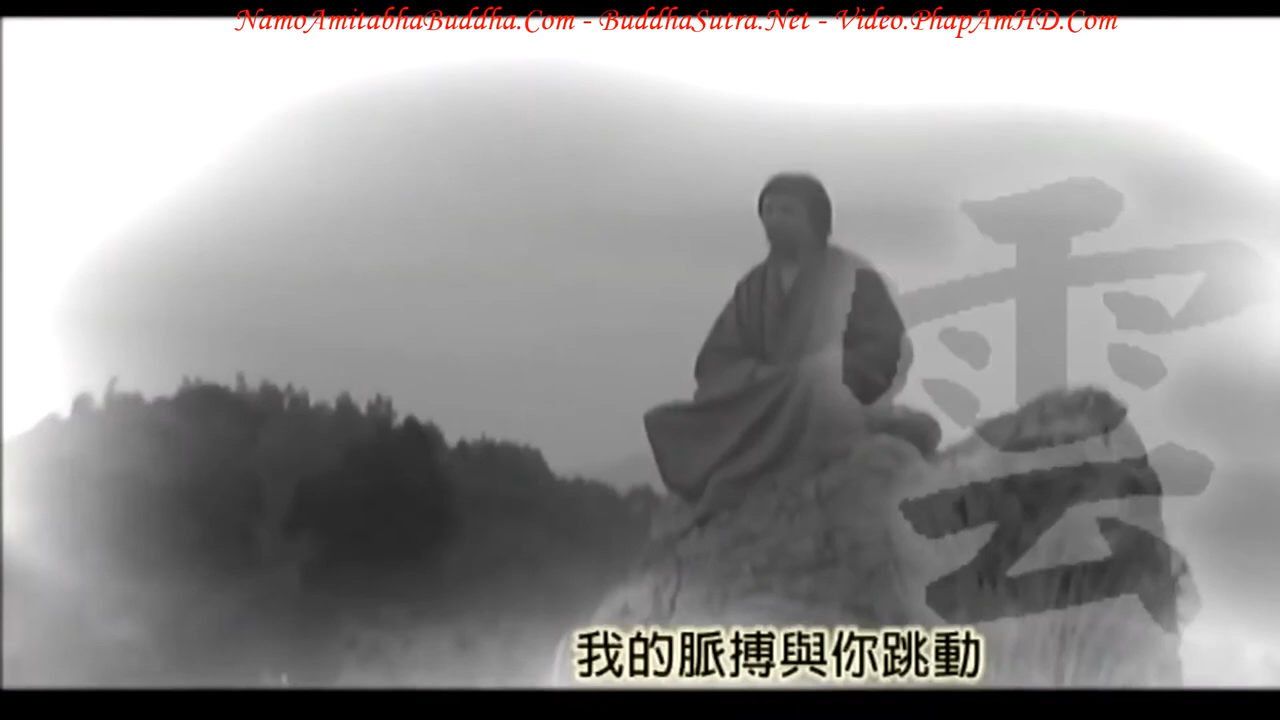 NamoAmitabhaBuddha.Com - BuddhaSutra.Net - Video.PhapAmHD.Com
雲
我的脈搏與你跳動